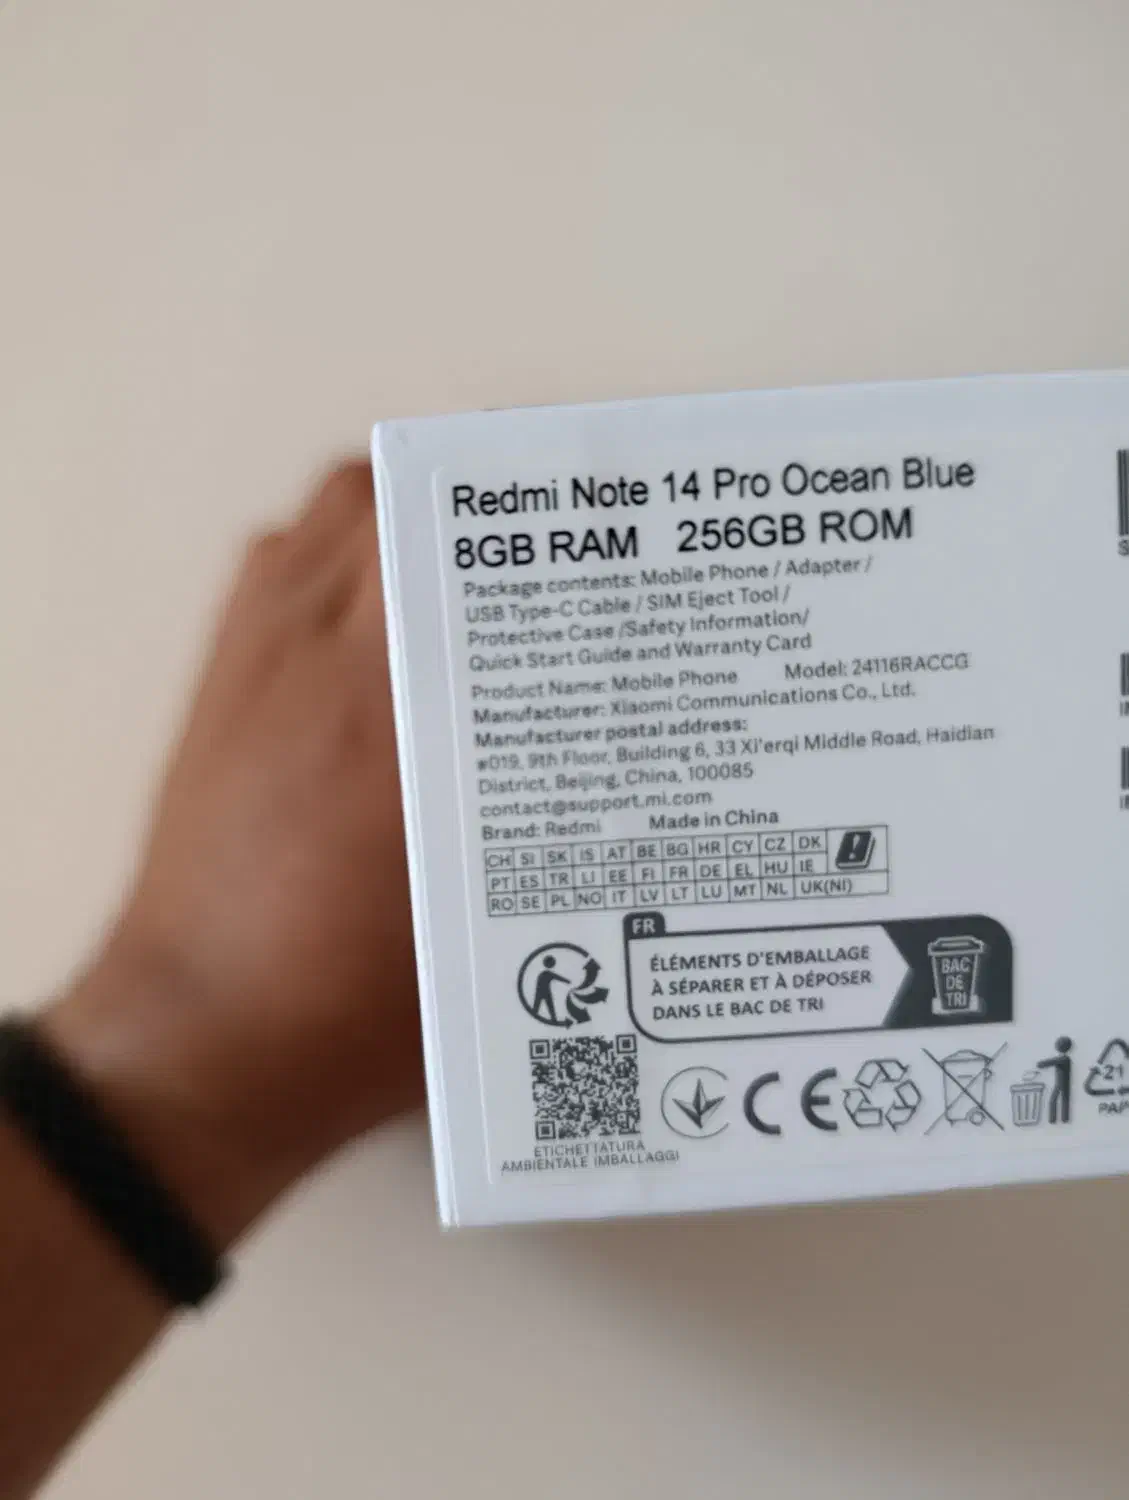 Redmi Note 14 Pro Ocean Blue
8GB RAM 256GB ROM
Package contents: Mobile Phone / Adapter /
USB Type-C Cable / SIM Eject Tool /
Protective Case /Safety Information/
Quick Start Guide and Warranty Card
Product Name: Mobile Phone Model: 24116RACCG
Manufacturer: Xiaomi Communications Co., Ltd.
Manufacturer postal address:
#019, 9th Floor, Building 6, 33 Xi'erqi Middle Road, Haidian
District, Beijing, China, 100085
contact@support.mi.com
Brand: Redmi Made in China
CH SI SK IS AT BE BG HR CY CZ DK
PT ES TR LI EE FI FR DE EL HU IE
RO SE PL NO IT LV LT LU MT NL UK(NI)
FR
ÉLÉMENTS D'EMBALLAGE
À SÉPARER ET À DÉPOSER
DANS LE BAC DE TRI
BAC
DE
TRI
CE
21
PAP
ETICHETTATURA
AMBIENTALE IMBALLAGGI